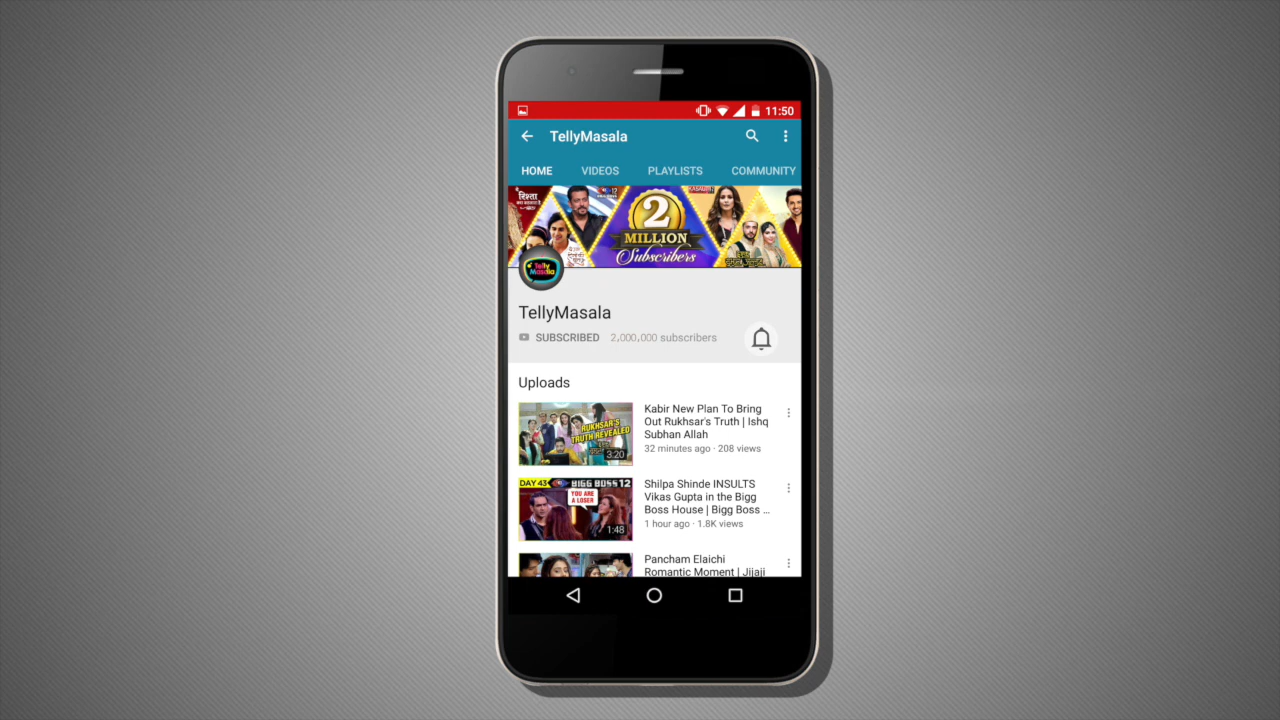 11:50
TellyMasala
HOME VIDEOS PLAYLISTS COMMUNITY
रिश्ता
2
MILLION
Subscribers
Telly
Masala
TellyMasala
SUBSCRIBED 2,000,000 subscribers
Uploads
RUKHSAR'S
TRUTH REVEALED
3:20
Kabir New Plan To Bring
Out Rukhsar's Truth | Ishq
Subhan Allah
32 minutes ago · 208 views
DAY 43 BIGG BOSS 12
YOU ARE
A LOSER
1:48
Shilpa Shinde INSULTS
Vikas Gupta in the Bigg
Boss House | Bigg Boss ...
1 hour ago · 1.8K views
Pancham Elaichi
Romantic Moment | Jijaji